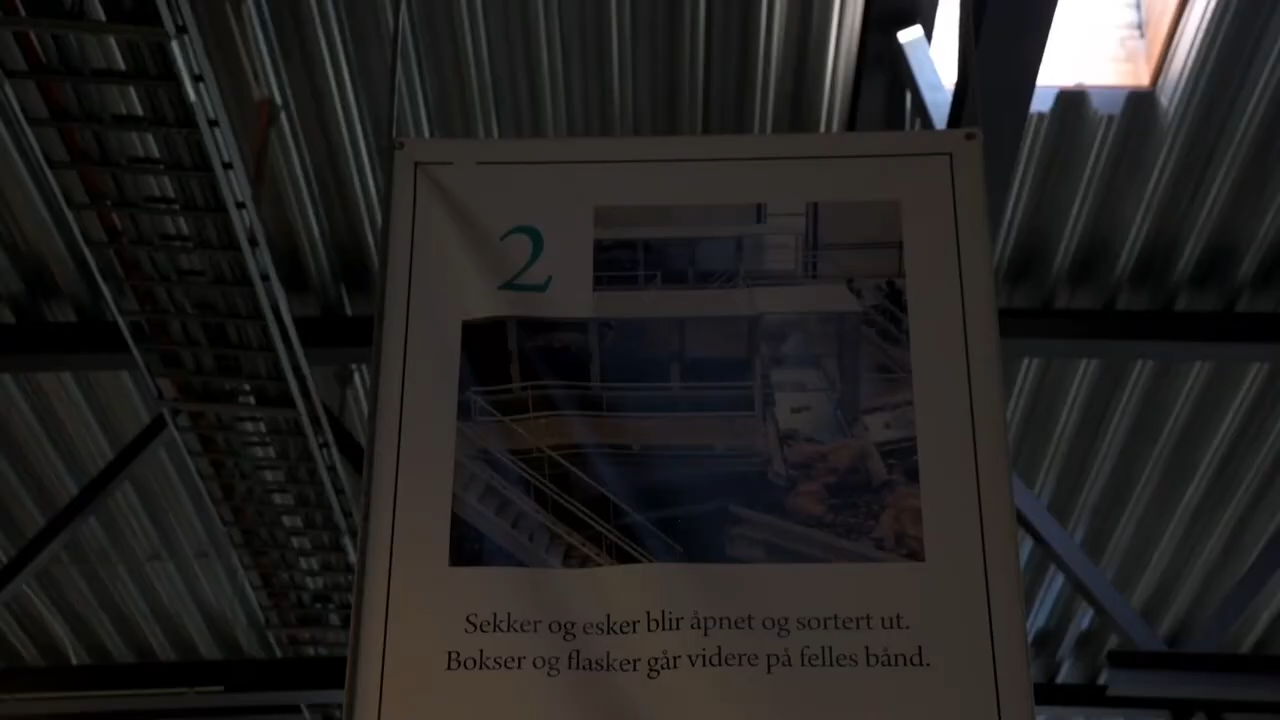 2
Sekker og esker blir åpnet og sortert ut.
Bokser og flasker går videre på felles bånd.